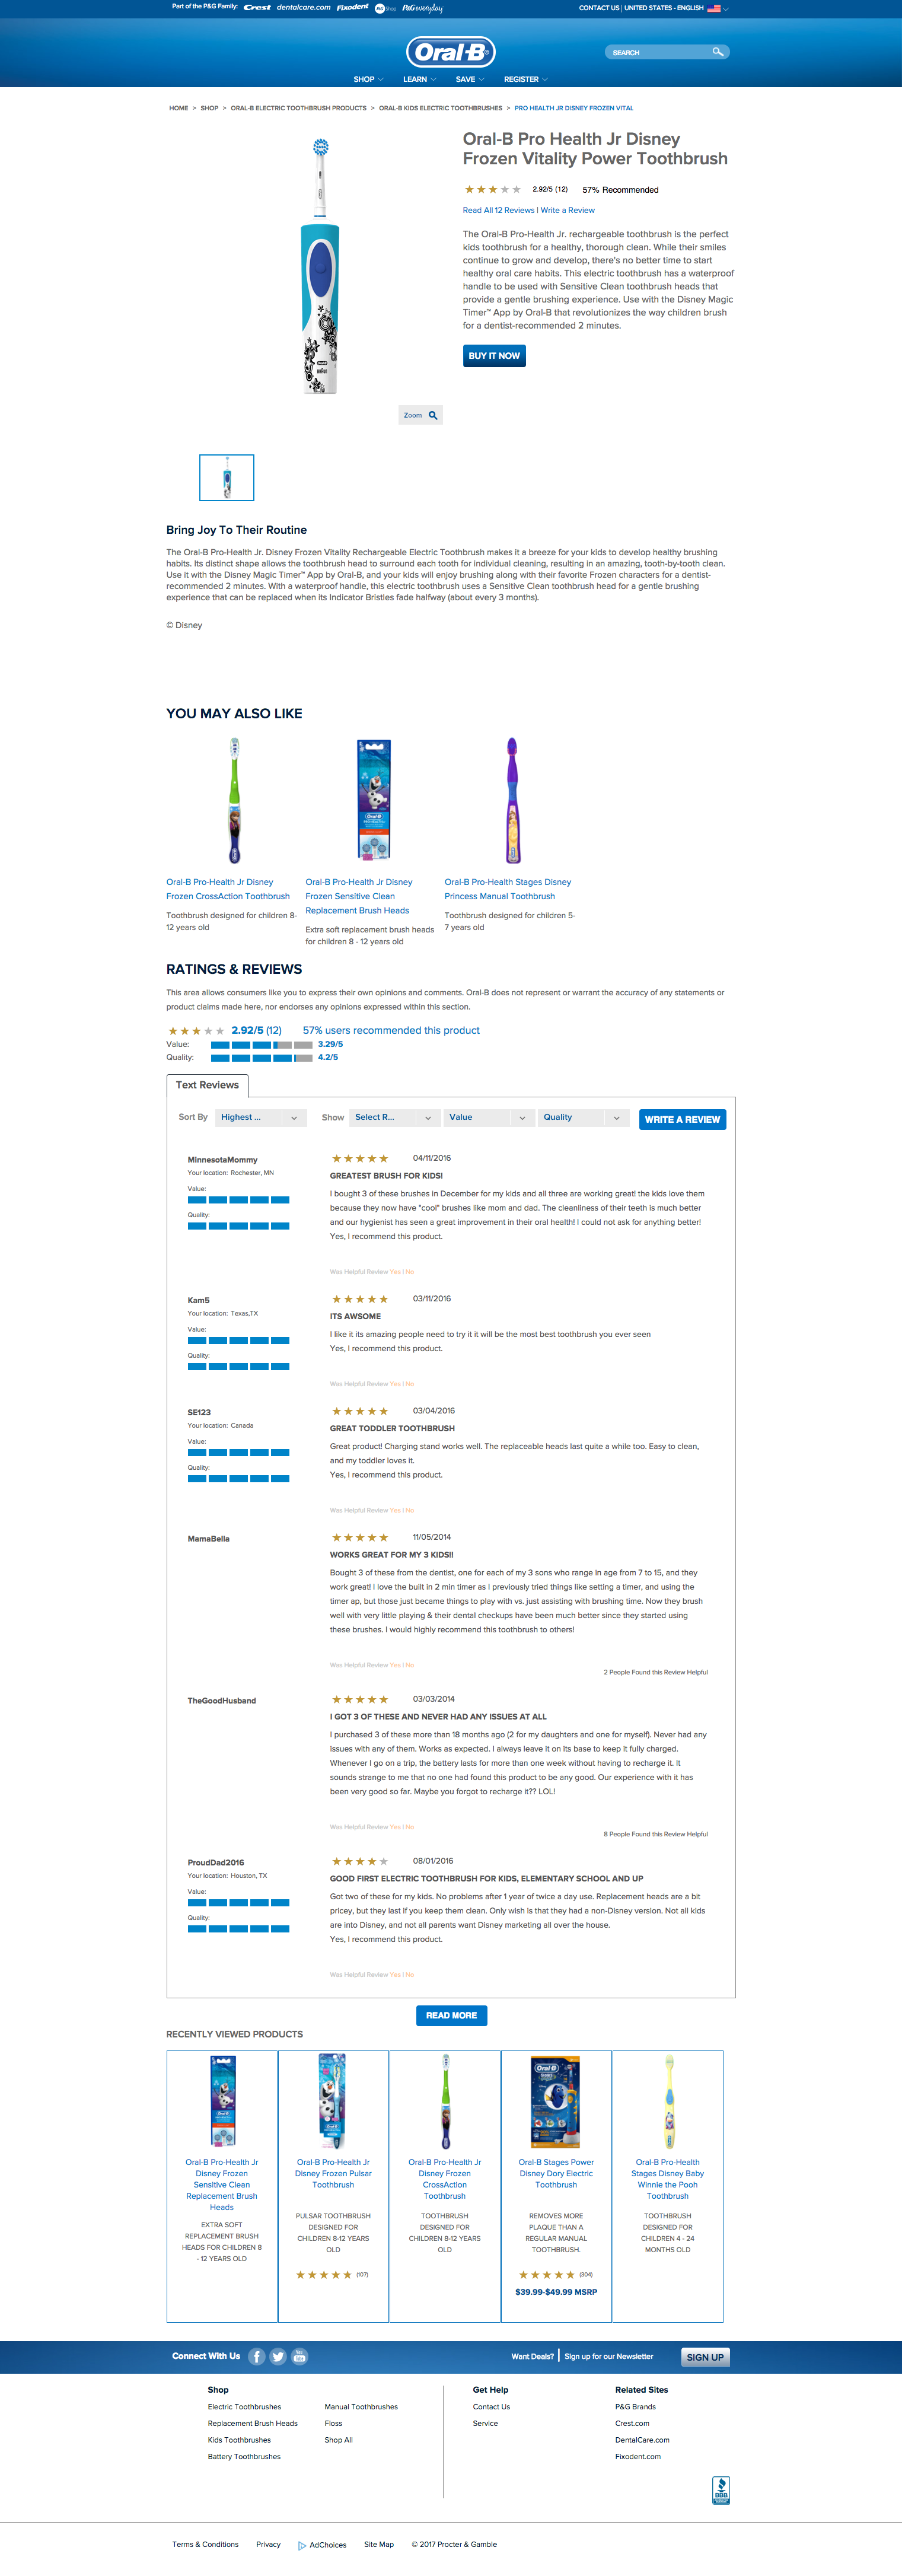 Part of the P&G Family: Crest dentalcare.com Fixodent P&G shop P&G everyday
CONTACT US | UNITED STATES - ENGLISH
Oral-B
SEARCH
SHOP LEARN SAVE REGISTER
HOME > SHOP > ORAL-B ELECTRIC TOOTHBRUSH PRODUCTS > ORAL-B KIDS ELECTRIC TOOTHBRUSHES > PRO HEALTH JR DISNEY FROZEN VITAL
Oral-B Pro Health Jr Disney
Frozen Vitality Power Toothbrush
2.92/5 (12) 57% Recommended
Read All 12 Reviews | Write a Review
The Oral-B Pro-Health Jr. rechargeable toothbrush is the perfect
kids toothbrush for a healthy, thorough clean. While their smiles
continue to grow and develop, there's no better time to start
healthy oral care habits. This electric toothbrush has a waterproof
handle to be used with Sensitive Clean toothbrush heads that
provide a gentle brushing experience. Use with the Disney Magic
Timer™ App by Oral-B that revolutionizes the way children brush
for a dentist-recommended 2 minutes.
BUY IT NOW
Oral-B
BRAUN
Zoom
Bring Joy To Their Routine
The Oral-B Pro-Health Jr. Disney Frozen Vitality Rechargeable Electric Toothbrush makes it a breeze for your kids to develop healthy brushing
habits. Its distinct shape allows the toothbrush head to surround each tooth for individual cleaning, resulting in an amazing, tooth-by-tooth clean.
Use it with the Disney Magic Timer™ App by Oral-B, and your kids will enjoy brushing along with their favorite Frozen characters for a dentist-
recommended 2 minutes. With a waterproof handle, this electric toothbrush uses a Sensitive Clean toothbrush head for a gentle brushing
experience that can be replaced when its Indicator Bristles fade halfway (about every 3 months).
© Disney
YOU MAY ALSO LIKE
Oral-B Pro-Health Jr Disney
Frozen CrossAction Toothbrush
Toothbrush designed for children 8-
12 years old
Oral-B Pro-Health Jr Disney
Frozen Sensitive Clean
Replacement Brush Heads
Extra soft replacement brush heads
for children 8 - 12 years old
Oral-B Pro-Health Stages Disney
Princess Manual Toothbrush
Toothbrush designed for children 5-
7 years old
RATINGS & REVIEWS
This area allows consumers like you to express their own opinions and comments. Oral-B does not represent or warrant the accuracy of any statements or
product claims made here, nor endorses any opinions expressed within this section.
2.92/5 (12) 57% users recommended this product
Value: 3.29/5
Quality: 4.2/5
Text Reviews
Sort By Highest ... Show Select R... Value Quality WRITE A REVIEW
MinnesotaMommy
Your location: Rochester, MN
Value:
Quality:
04/11/2016
GREATEST BRUSH FOR KIDS!
I bought 3 of these brushes in December for my kids and all three are working great! the kids love them
because they now have "cool" brushes like mom and dad. The cleanliness of their teeth is much better
and our hygienist has seen a great improvement in their oral health! I could not ask for anything better!
Yes, I recommend this product.
Was Helpful Review Yes | No
Kam5
Your location: Texas,TX
Value:
Quality:
03/11/2016
ITS AWSOME
I like it its amazing people need to try it it will be the most best toothbrush you ever seen
Yes, I recommend this product.
Was Helpful Review Yes | No
SE123
Your location: Canada
Value:
Quality:
03/04/2016
GREAT TODDLER TOOTHBRUSH
Great product! Charging stand works well. The replaceable heads last quite a while too. Easy to clean,
and my toddler loves it.
Yes, I recommend this product.
Was Helpful Review Yes | No
MamaBella
11/05/2014
WORKS GREAT FOR MY 3 KIDS!!
Bought 3 of these from the dentist, one for each of my 3 sons who range in age from 7 to 15, and they
work great! I love the built in 2 min timer as I previously tried things like setting a timer, and using the
timer ap, but those just became things to play with vs. just assisting with brushing time. Now they brush
well with very little playing & their dental checkups have been much better since they started using
these brushes. I would highly recommend this toothbrush to others!
Was Helpful Review Yes | No
2 People Found this Review Helpful
TheGoodHusband
03/03/2014
I GOT 3 OF THESE AND NEVER HAD ANY ISSUES AT ALL
I purchased 3 of these more than 18 months ago (2 for my daughters and one for myself). Never had any
issues with any of them. Works as expected. I always leave it on its base to keep it fully charged.
Whenever I go on a trip, the battery lasts for more than one week without having to recharge it. It
sounds strange to me that no one had found this product to be any good. Our experience with it has
been very good so far. Maybe you forgot to recharge it?? LOL!
Was Helpful Review Yes | No
8 People Found this Review Helpful
ProudDad2016
Your location: Houston, TX
Value:
Quality:
08/01/2016
GOOD FIRST ELECTRIC TOOTHBRUSH FOR KIDS, ELEMENTARY SCHOOL AND UP
Got two of these for my kids. No problems after 1 year of twice a day use. Replacement heads are a bit
pricey, but they last if you keep them clean. Only wish is that they had a non-Disney version. Not all kids
are into Disney, and not all parents want Disney marketing all over the house.
Yes, I recommend this product.
Was Helpful Review Yes | No
READ MORE
RECENTLY VIEWED PRODUCTS
Oral-B Pro-Health Jr
Disney Frozen
Sensitive Clean
Replacement Brush
Heads
EXTRA SOFT
REPLACEMENT BRUSH
HEADS FOR CHILDREN 8
- 12 YEARS OLD
Oral-B Pro-Health Jr
Disney Frozen Pulsar
Toothbrush
PULSAR TOOTHBRUSH
DESIGNED FOR
CHILDREN 8-12 YEARS
OLD
(107)
Oral-B Pro-Health Jr
Disney Frozen
CrossAction
Toothbrush
TOOTHBRUSH
DESIGNED FOR
CHILDREN 8-12 YEARS
OLD
Oral-B Stages Power
Disney Dory Electric
Toothbrush
REMOVES MORE
PLAQUE THAN A
REGULAR MANUAL
TOOTHBRUSH.
(304)
$39.99-$49.99 MSRP
Oral-B Pro-Health
Stages Disney Baby
Winnie the Pooh
Toothbrush
TOOTHBRUSH
DESIGNED FOR
CHILDREN 4 - 24
MONTHS OLD
Connect With Us
Want Deals? | Sign up for our Newsletter SIGN UP
Shop
Electric Toothbrushes
Replacement Brush Heads
Kids Toothbrushes
Battery Toothbrushes
Manual Toothbrushes
Floss
Shop All
Get Help
Contact Us
Service
Related Sites
P&G Brands
Crest.com
DentalCare.com
Fixodent.com
BBB
Terms & Conditions Privacy AdChoices Site Map © 2017 Procter & Gamble